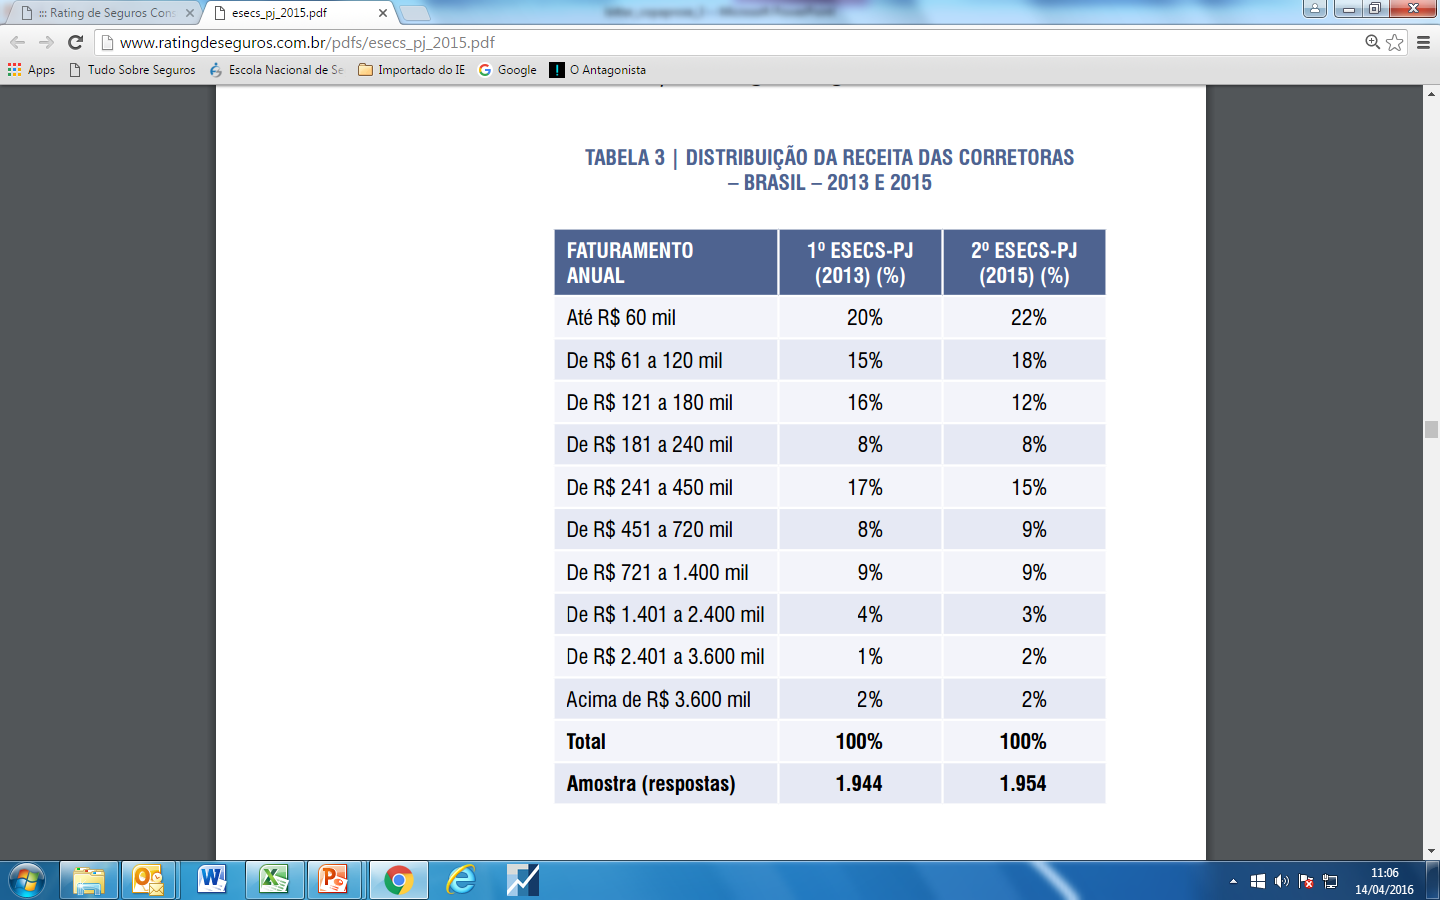 ::: Rating de Seguros Cons
esecs_pj_2015.pdf
www.ratingdeseguros.com.br/pdfs/esecs_pj_2015.pdf
Apps
Tudo Sobre Seguros
Escola Nacional de Se
Importado do IE
Google
O Antagonista
TABELA 3 | DISTRIBUIÇÃO DA RECEITA DAS CORRETORAS
– BRASIL – 2013 E 2015
FATURAMENTO ANUAL 1º ESECS-PJ (2013) (%) 2º ESECS-PJ (2015) (%)
Até R$ 60 mil 20% 22%
De R$ 61 a 120 mil 15% 18%
De R$ 121 a 180 mil 16% 12%
De R$ 181 a 240 mil 8% 8%
De R$ 241 a 450 mil 17% 15%
De R$ 451 a 720 mil 8% 9%
De R$ 721 a 1.400 mil 9% 9%
De R$ 1.401 a 2.400 mil 4% 3%
De R$ 2.401 a 3.600 mil 1% 2%
Acima de R$ 3.600 mil 2% 2%
Total 100% 100%
Amostra (respostas) 1.944 1.954
11:06
14/04/2016